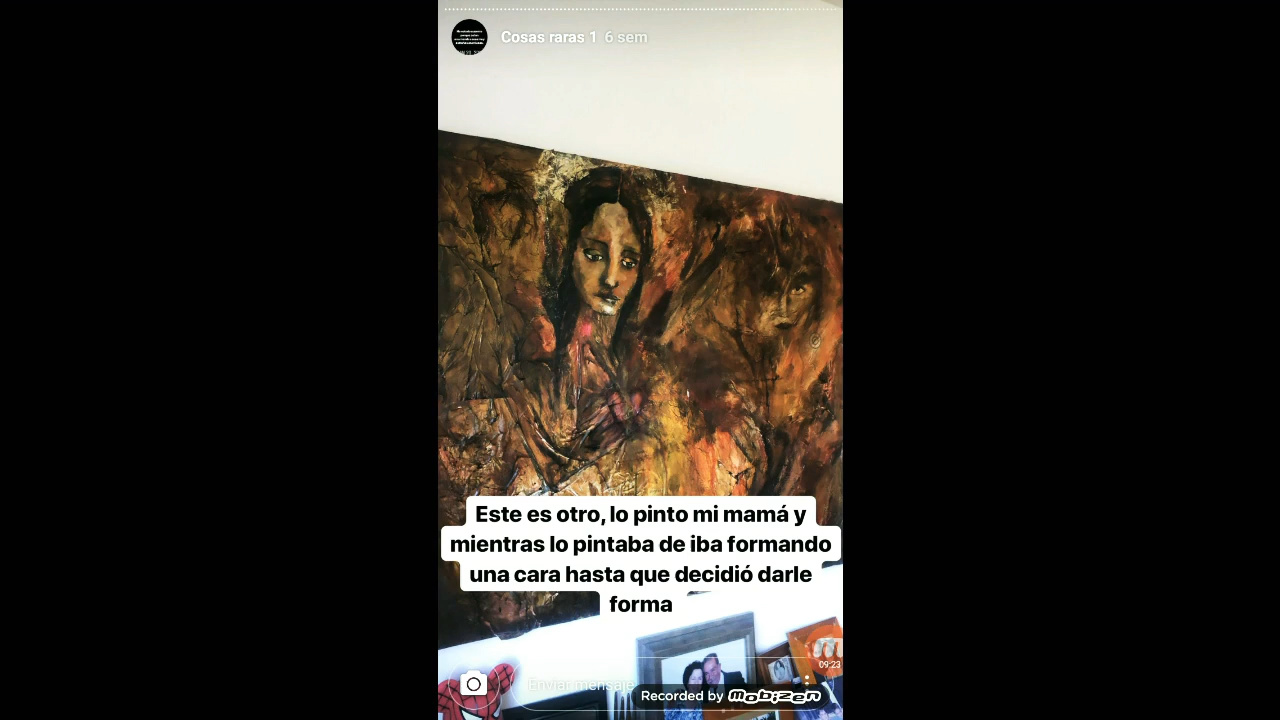 Cosas raras 1 6 sem
Este es otro, lo pinto mi mamá y
mientras lo pintaba de iba formando
una cara hasta que decidió darle
forma
09:23
Enviar mensaje
Recorded by mobizen